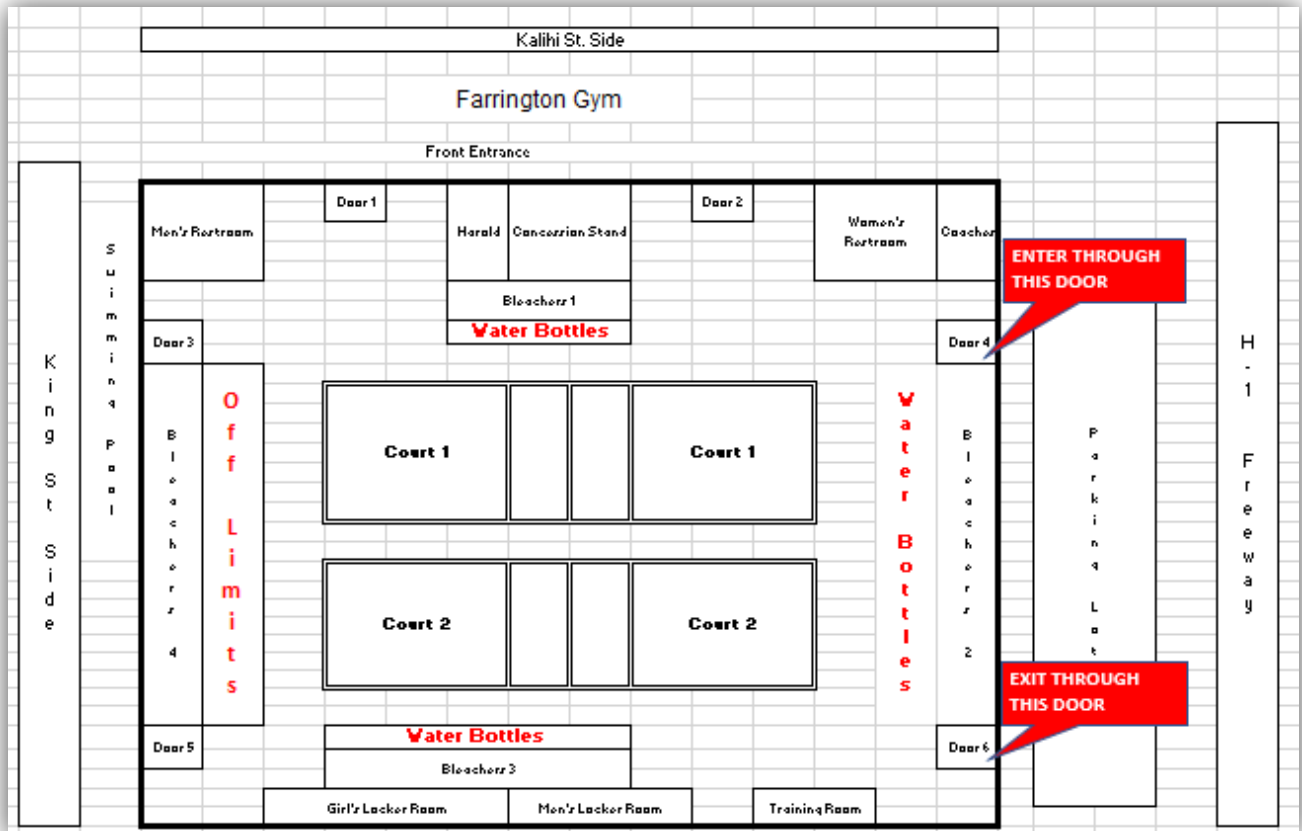 Kalihi St. Side
Farrington Gym
Front Entrance
King St Side
Swimming Pool
Men's Restroom
Door 1
Harold
Concession Stand
Door 2
Women's Restroom
Coaches
ENTER THROUGH
THIS DOOR
Bleachers 1
Water Bottles
Door 3
Door 4
Bleachers 4
Off Limits
Court 1
Court 1
Water Bottles
Bleachers 2
Parking Lot
H-1 Freeway
Court 2
Court 2
EXIT THROUGH
THIS DOOR
Door 5
Water Bottles
Door 6
Bleachers 3
Girl's Locker Room
Men's Locker Room
Training Room